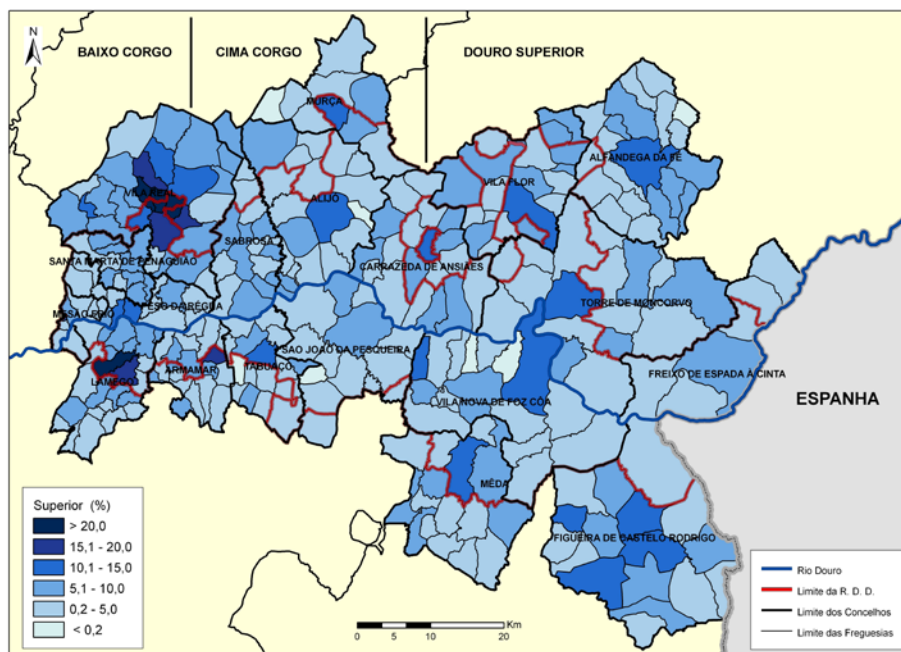 N
BAIXO CORGO
CIMA CORGO
DOURO SUPERIOR
MURÇA
ALFANDEGA DA FÉ
VILA REAL
VILA FLOR
ALIJO
SABROSA
SANTA MARTA DE PENAGUIÃO
CARRAZEDA DE ANSIÃES
MESÃO FRIO
PESO DA RÉGUA
TORRE DE MONCORVO
SAO JOÃO DA PESQUEIRA
LAMEGO
ARMAMAR
TABUAÇO
FREIXO DE ESPADA À CINTA
VILA NOVA DE FOZ CÔA
ESPANHA
MÊDA
FIGUEIRA DE CASTELO RODRIGO
Superior (%)
> 20,0
15,1 - 20,0
10,1 - 15,0
5,1 - 10,0
0,2 - 5,0
< 0,2
Km
0 5 10 20
Rio Douro
Limite da R. D. D.
Limite dos Concelhos
Limite das Freguesias